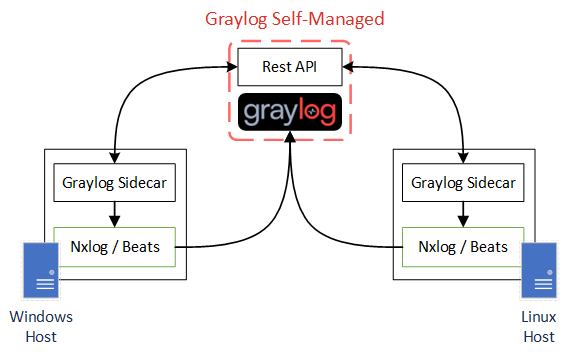 Graylog Self-Managed
Rest API
graylog
Graylog Sidecar
Nxlog / Beats
Windows
Host
Graylog Sidecar
Nxlog / Beats
Linux
Host